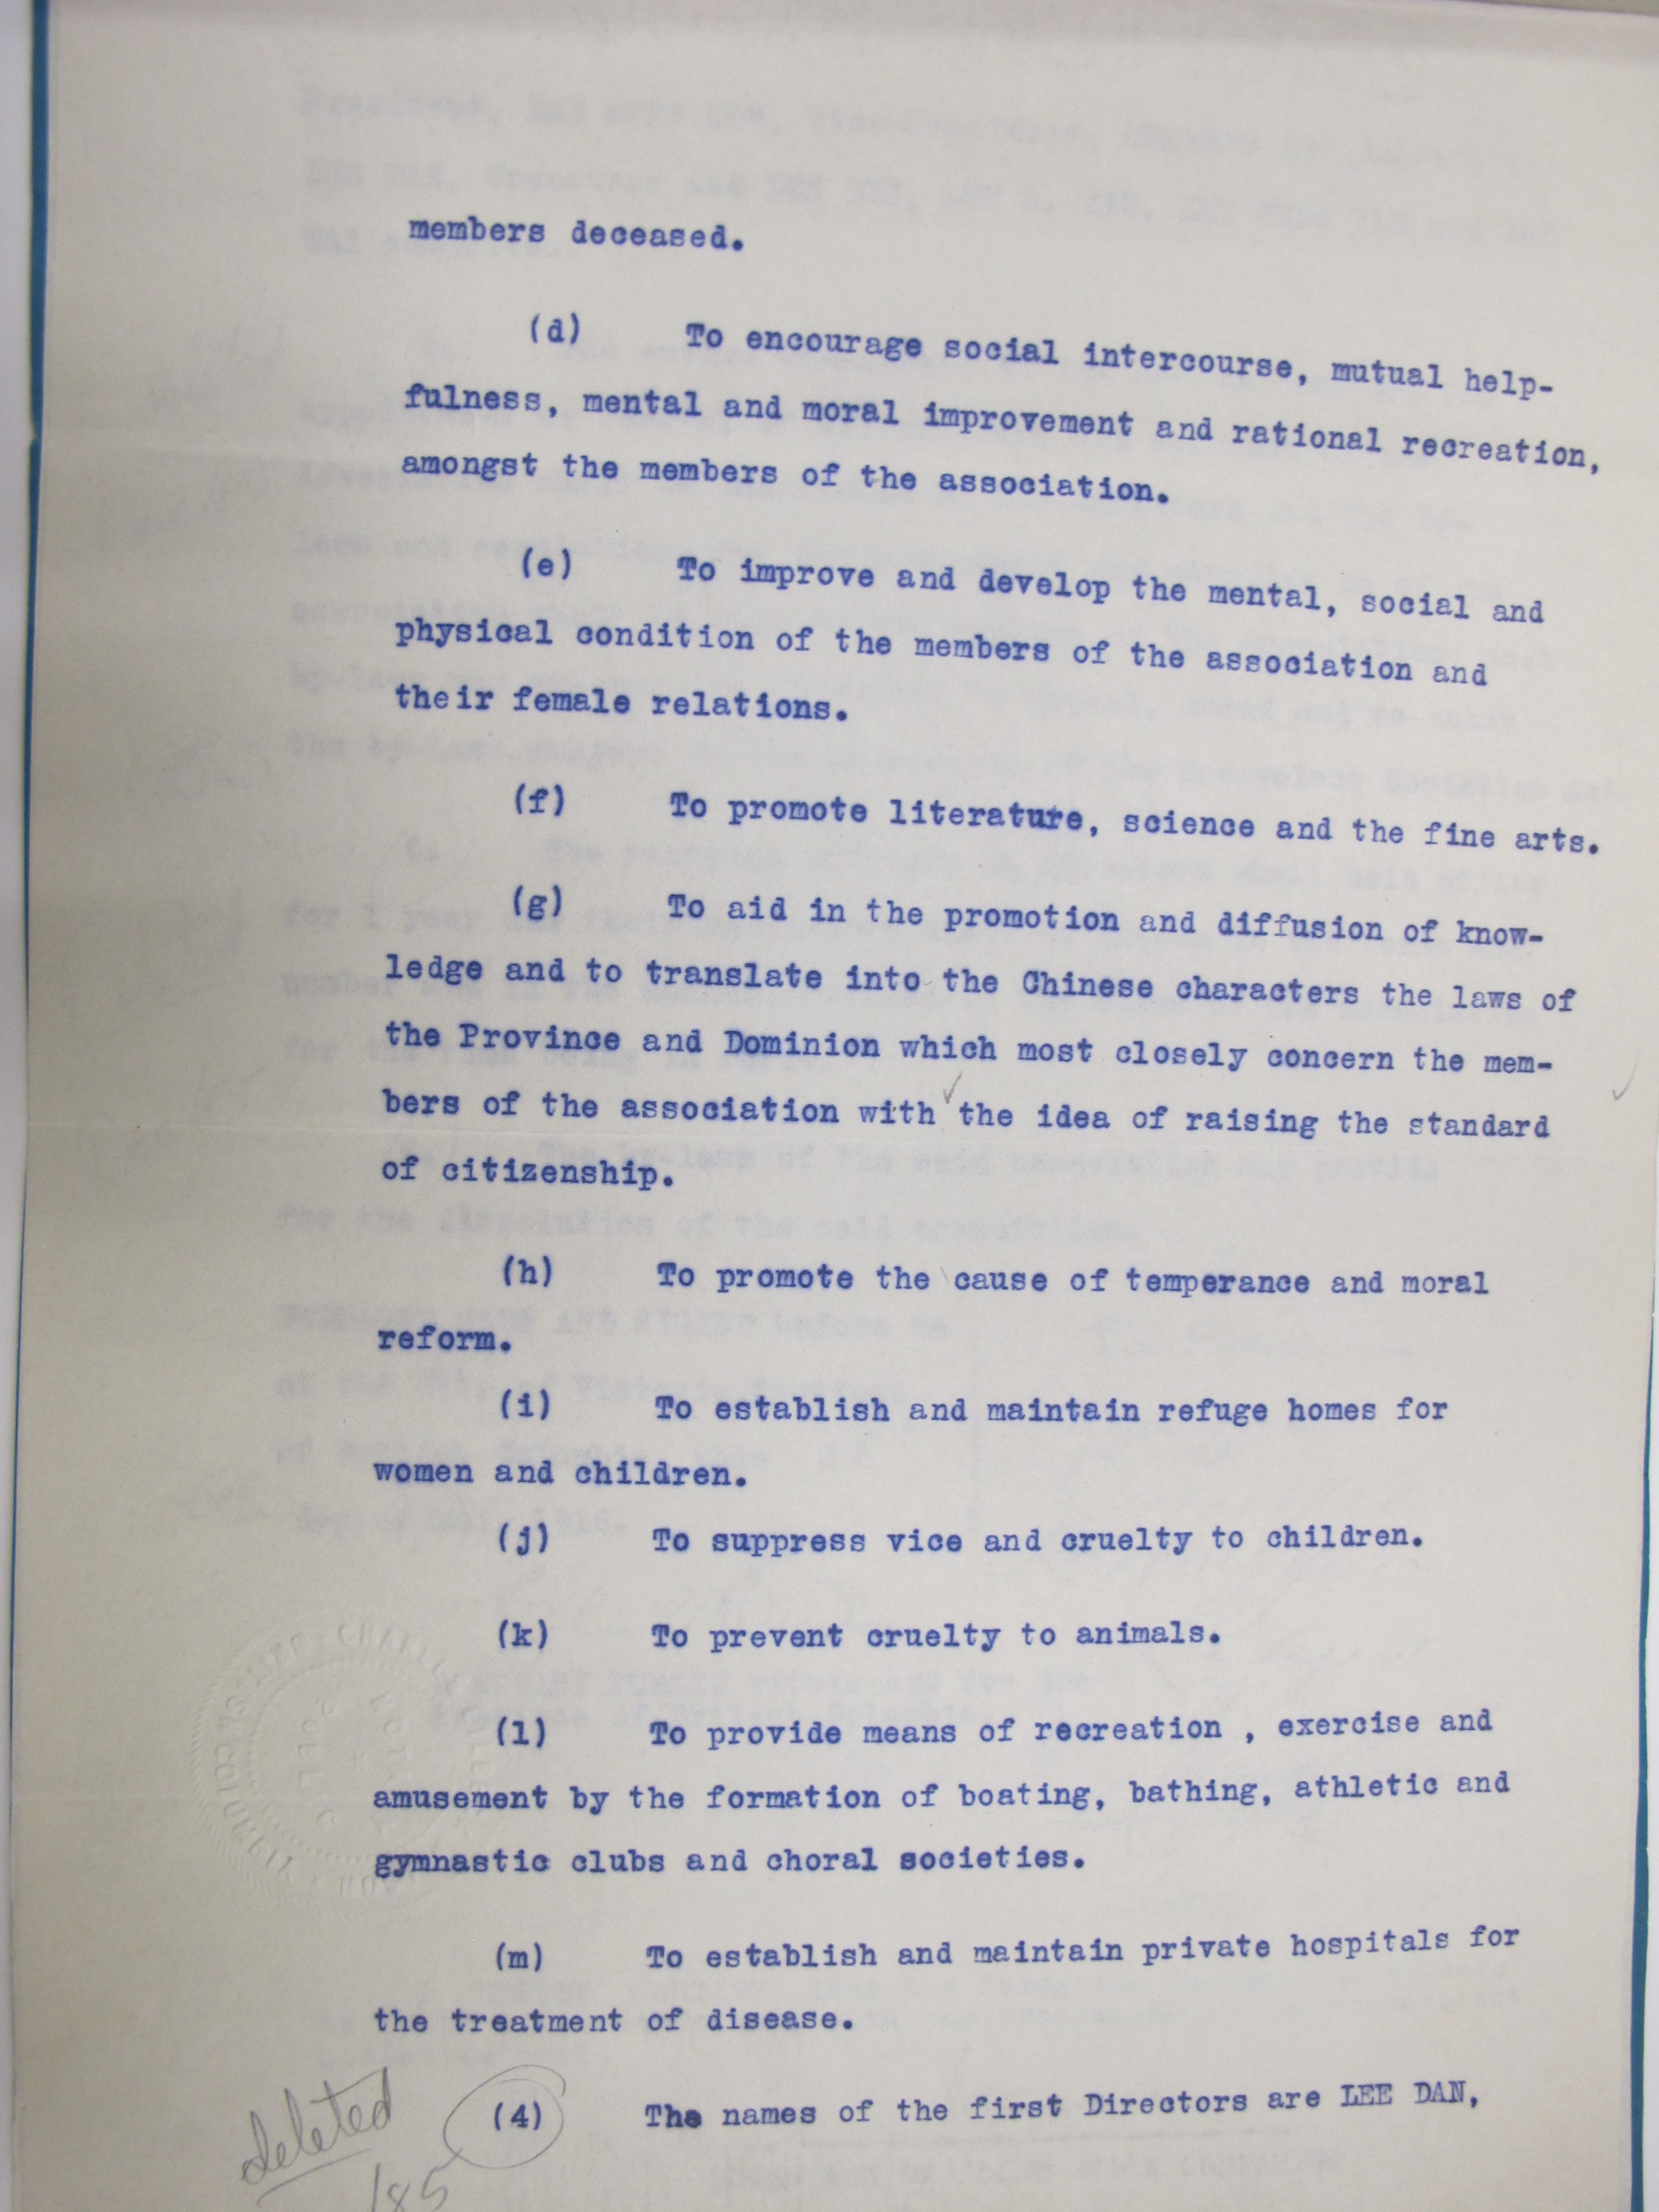 members deceased.
(d) To encourage social intercourse, mutual help-
fulness, mental and moral improvement and rational recreation,
amongst the members of the association.
(e) To improve and develop the mental, social and
physical condition of the members of the association and
their female relations.
(f) To promote literature, science and the fine arts.
(g) To aid in the promotion and diffusion of know-
ledge and to translate into the Chinese characters the laws of
the Province and Dominion which most closely concern the mem-
bers of the association with the idea of raising the standard
of citizenship.
(h) To promote the cause of temperance and moral
reform.
(i) To establish and maintain refuge homes for
women and children.
(j) To suppress vice and cruelty to children.
(k) To prevent cruelty to animals.
(l) To provide means of recreation , exercise and
amusement by the formation of boating, bathing, athletic and
gymnastic clubs and choral societies.
(m) To establish and maintain private hospitals for
the treatment of disease.
(4) The names of the first Directors are LEE DAN,
deleted
/85